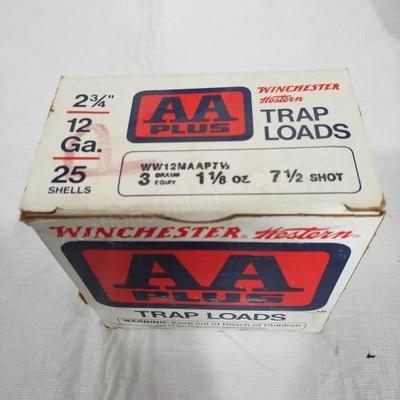 2¾"
12
Ga.
25
SHELLS
AA
PLUS
WINCHESTER
Western
TRAP
LOADS
WW12MAAP7½
3 DRAM EQUIV 1⅛ oz. 7½ SHOT
WINCHESTER Western
AA
PLUS
TRAP LOADS
WARNING: Keep out of Reach of Children